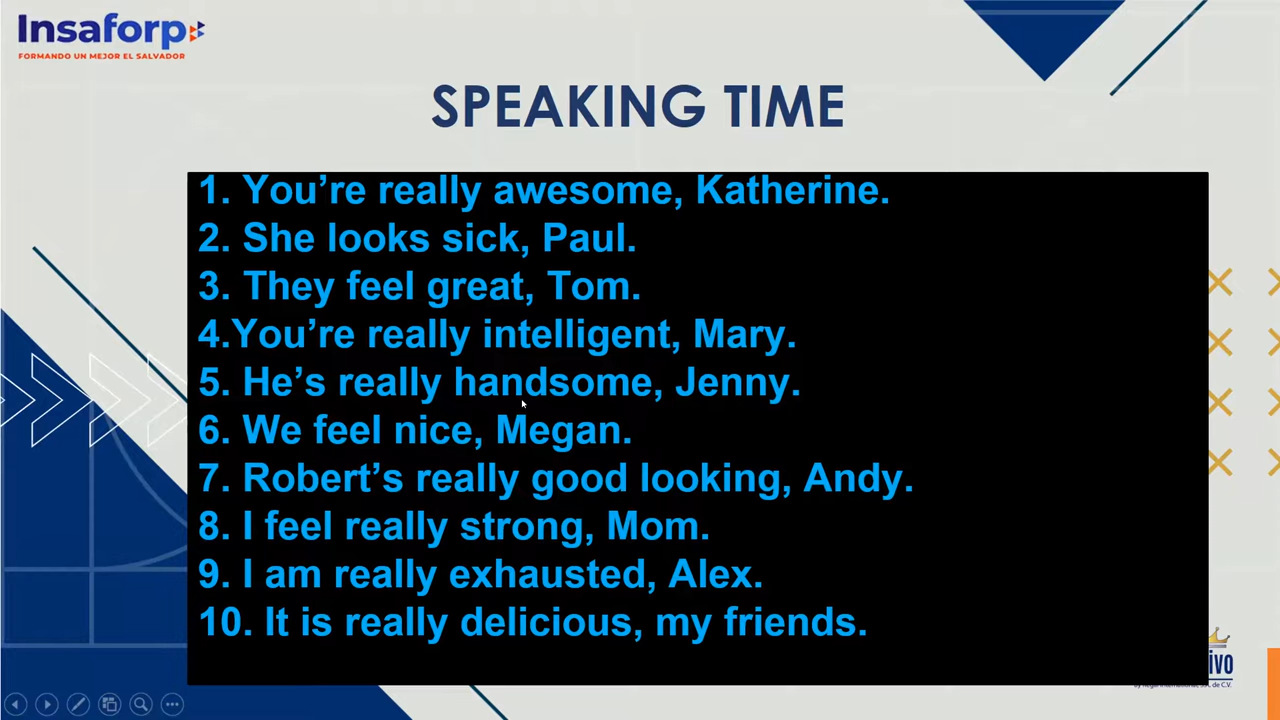 Insaforp
FORMANDO UN MEJOR EL SALVADOR
SPEAKING TIME
1. You’re really awesome, Katherine.
2. She looks sick, Paul.
3. They feel great, Tom.
4.You’re really intelligent, Mary.
5. He’s really handsome, Jenny.
6. We feel nice, Megan.
7. Robert’s really good looking, Andy.
8. I feel really strong, Mom.
9. I am really exhausted, Alex.
10. It is really delicious, my friends.